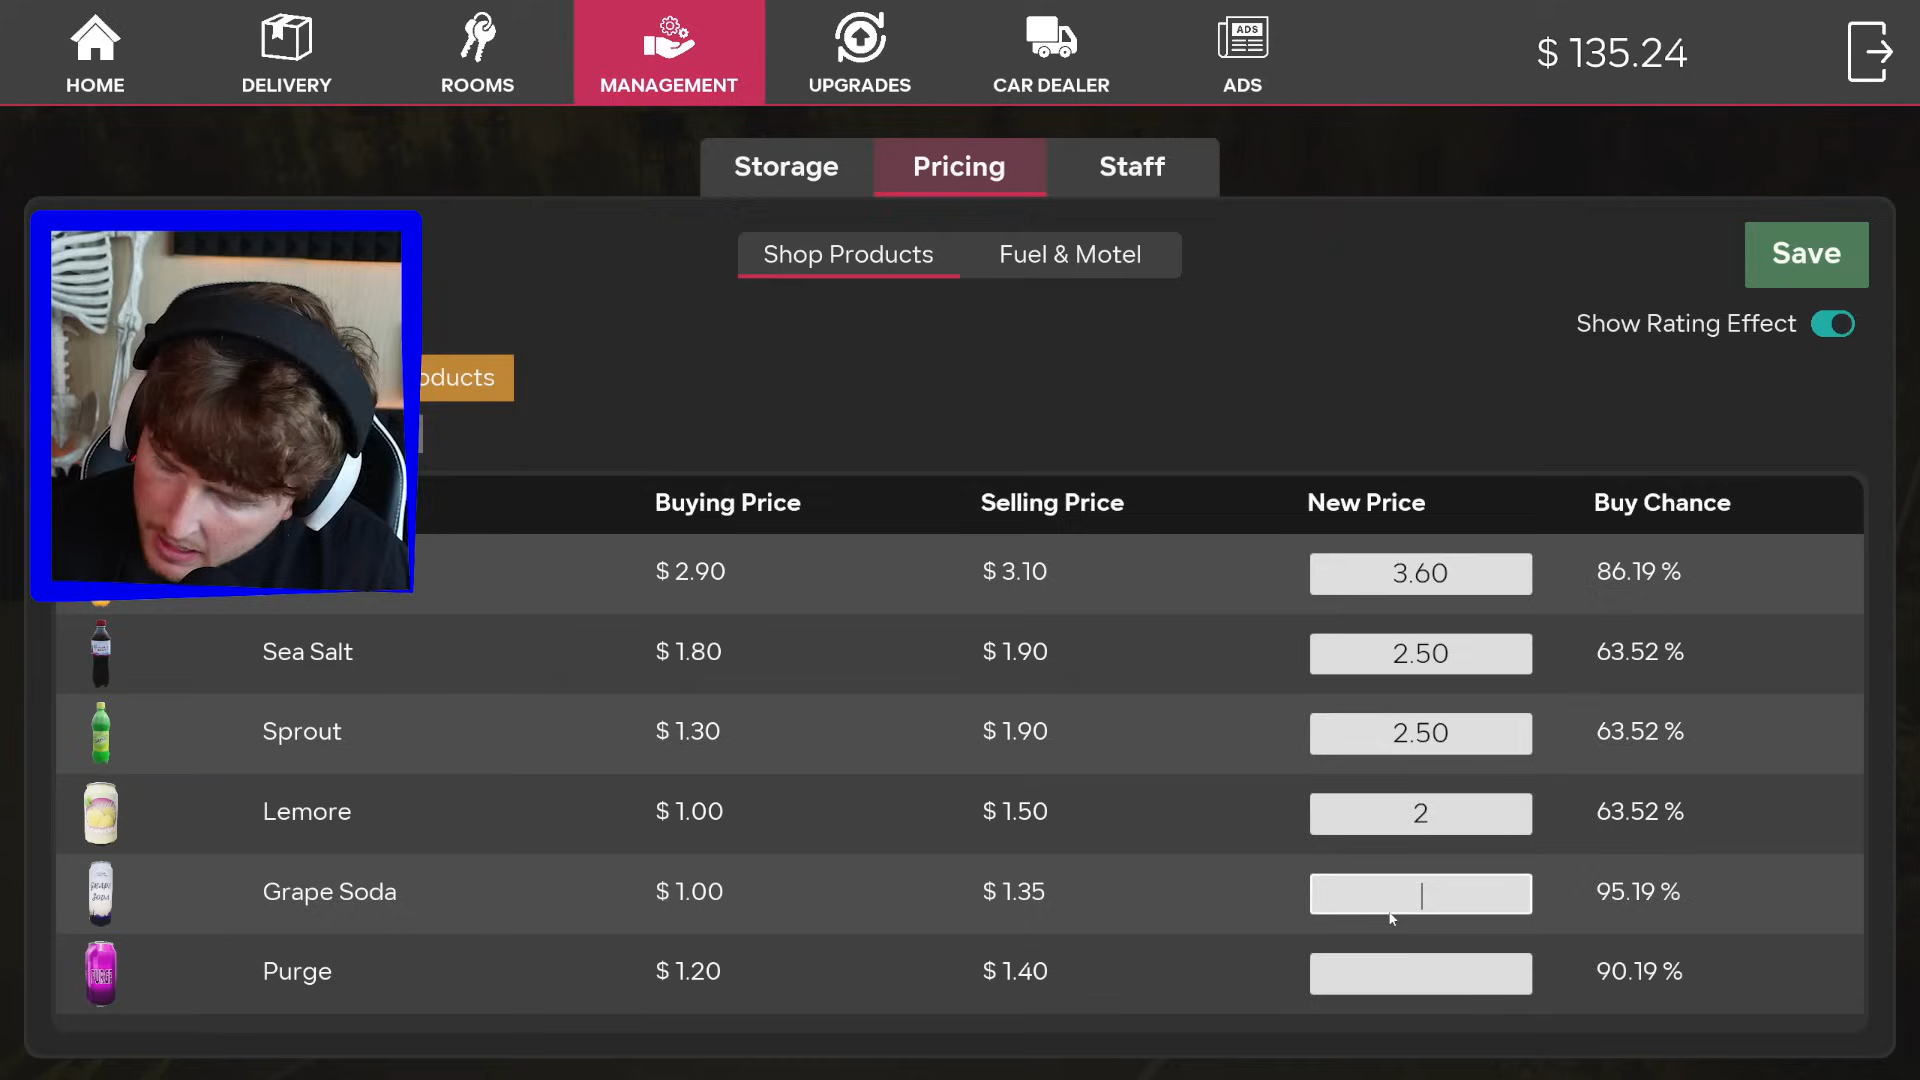 HOME
DELIVERY
ROOMS
MANAGEMENT
UPGRADES
CAR DEALER
ADS
ADS
$ 135.24
Storage
Pricing
Staff
Shop Products
Fuel & Motel
Save
Show Rating Effect
oducts
Buying Price
Selling Price
New Price
Buy Chance
$ 2.90
$ 3.10
3.60
86.19 %
Sea Salt
$ 1.80
$ 1.90
2.50
63.52 %
Sprout
$ 1.30
$ 1.90
2.50
63.52 %
Lemore
$ 1.00
$ 1.50
2
63.52 %
GRAPE SODA
Grape Soda
$ 1.00
$ 1.35
95.19 %
PURGE
Purge
$ 1.20
$ 1.40
90.19 %